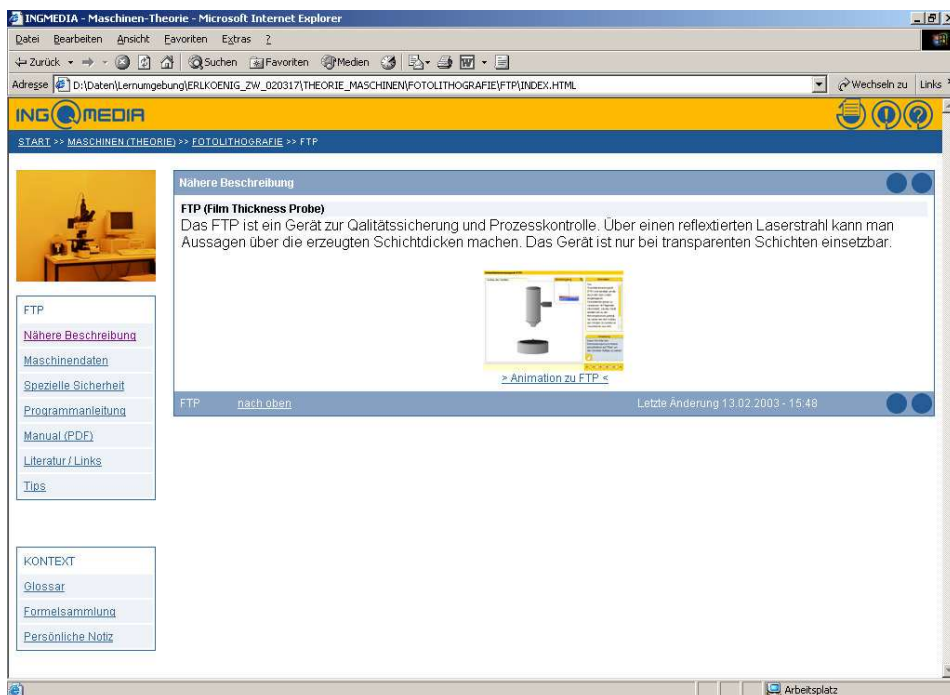 INGMEDIA - Maschinen-Theorie - Microsoft Internet Explorer
Datei Bearbeiten Ansicht Favoriten Extras ?
Zurück Suchen Favoriten Medien
Adresse D:\Daten\Lernumgebung\ERLKOENIG_ZW_020317\THEORIE_MASCHINEN\FOTOLITHOGRAFIE\FTP\INDEX.HTML Wechseln zu Links
ING MEDIA
START >> MASCHINEN (THEORIE) >> FOTOLITHOGRAFIE >> FTP
Nähere Beschreibung
FTP (Film Thickness Probe)
Das FTP ist ein Gerät zur Qalitätssicherung und Prozesskontrolle. Über einen reflextierten Laserstrahl kann man
Aussagen über die erzeugten Schichtdicken machen. Das Gerät ist nur bei transparenten Schichten einsetzbar.
> Animation zu FTP <
FTP nach oben Letzte Änderung 13.02.2003 - 15:48
FTP
Nähere Beschreibung
Maschinendaten
Spezielle Sicherheit
Programmanleitung
Manual (PDF)
Literatur / Links
Tips
KONTEXT
Glossar
Formelsammlung
Persönliche Notiz
Arbeitsplatz